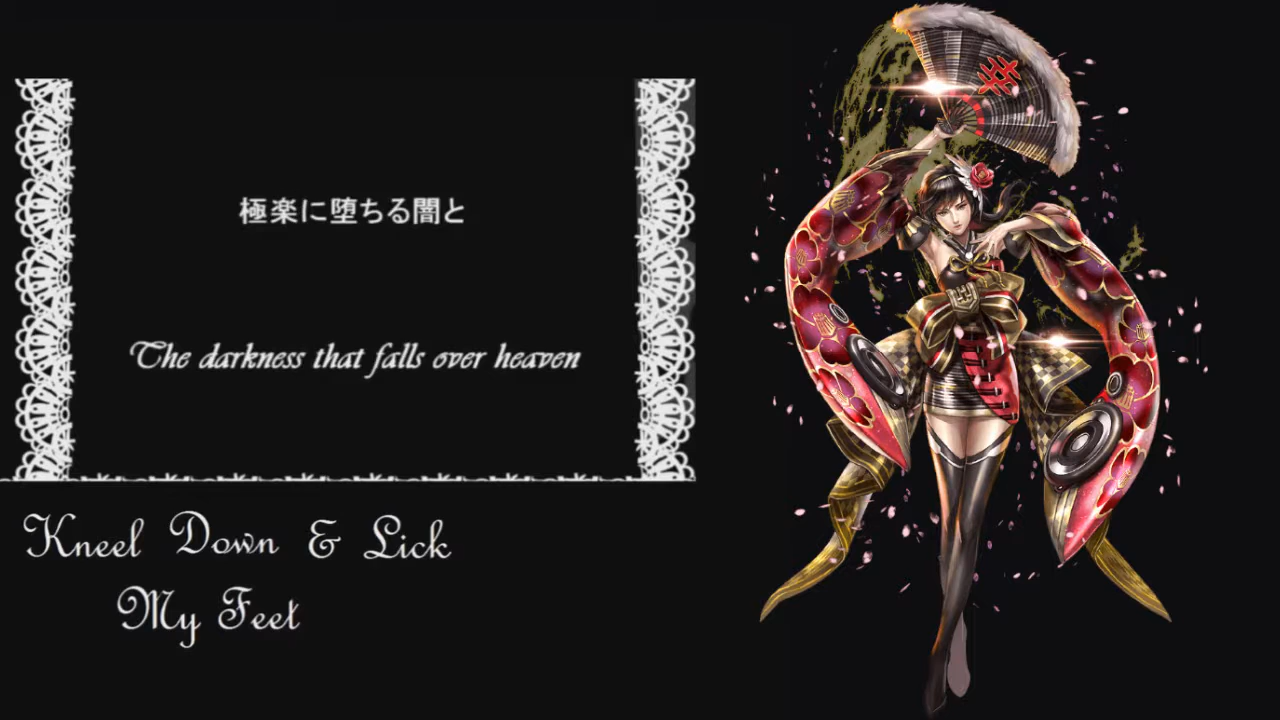 極楽に堕ちる闇と
The darkness that falls over heaven
Kneel Down & Lick
My Feet